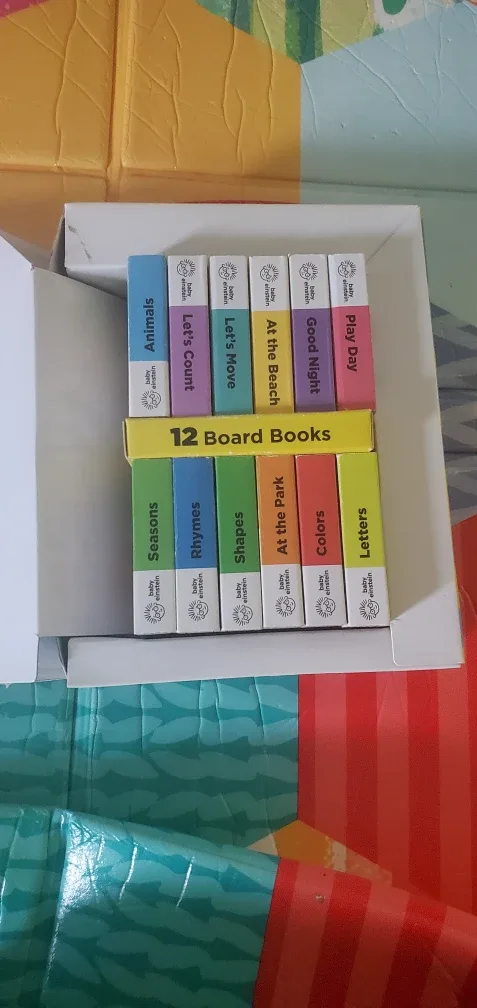 Animals
baby
einstein
baby
einstein
Let's Count
baby
einstein
Let's Move
baby
einstein
At the Beach
baby
einstein
Good Night
baby
einstein
Play Day
12 Board Books
Seasons
baby
einstein
Rhymes
baby
einstein
Shapes
baby
einstein
At the Park
baby
einstein
Colors
baby
einstein
Letters
baby
einstein